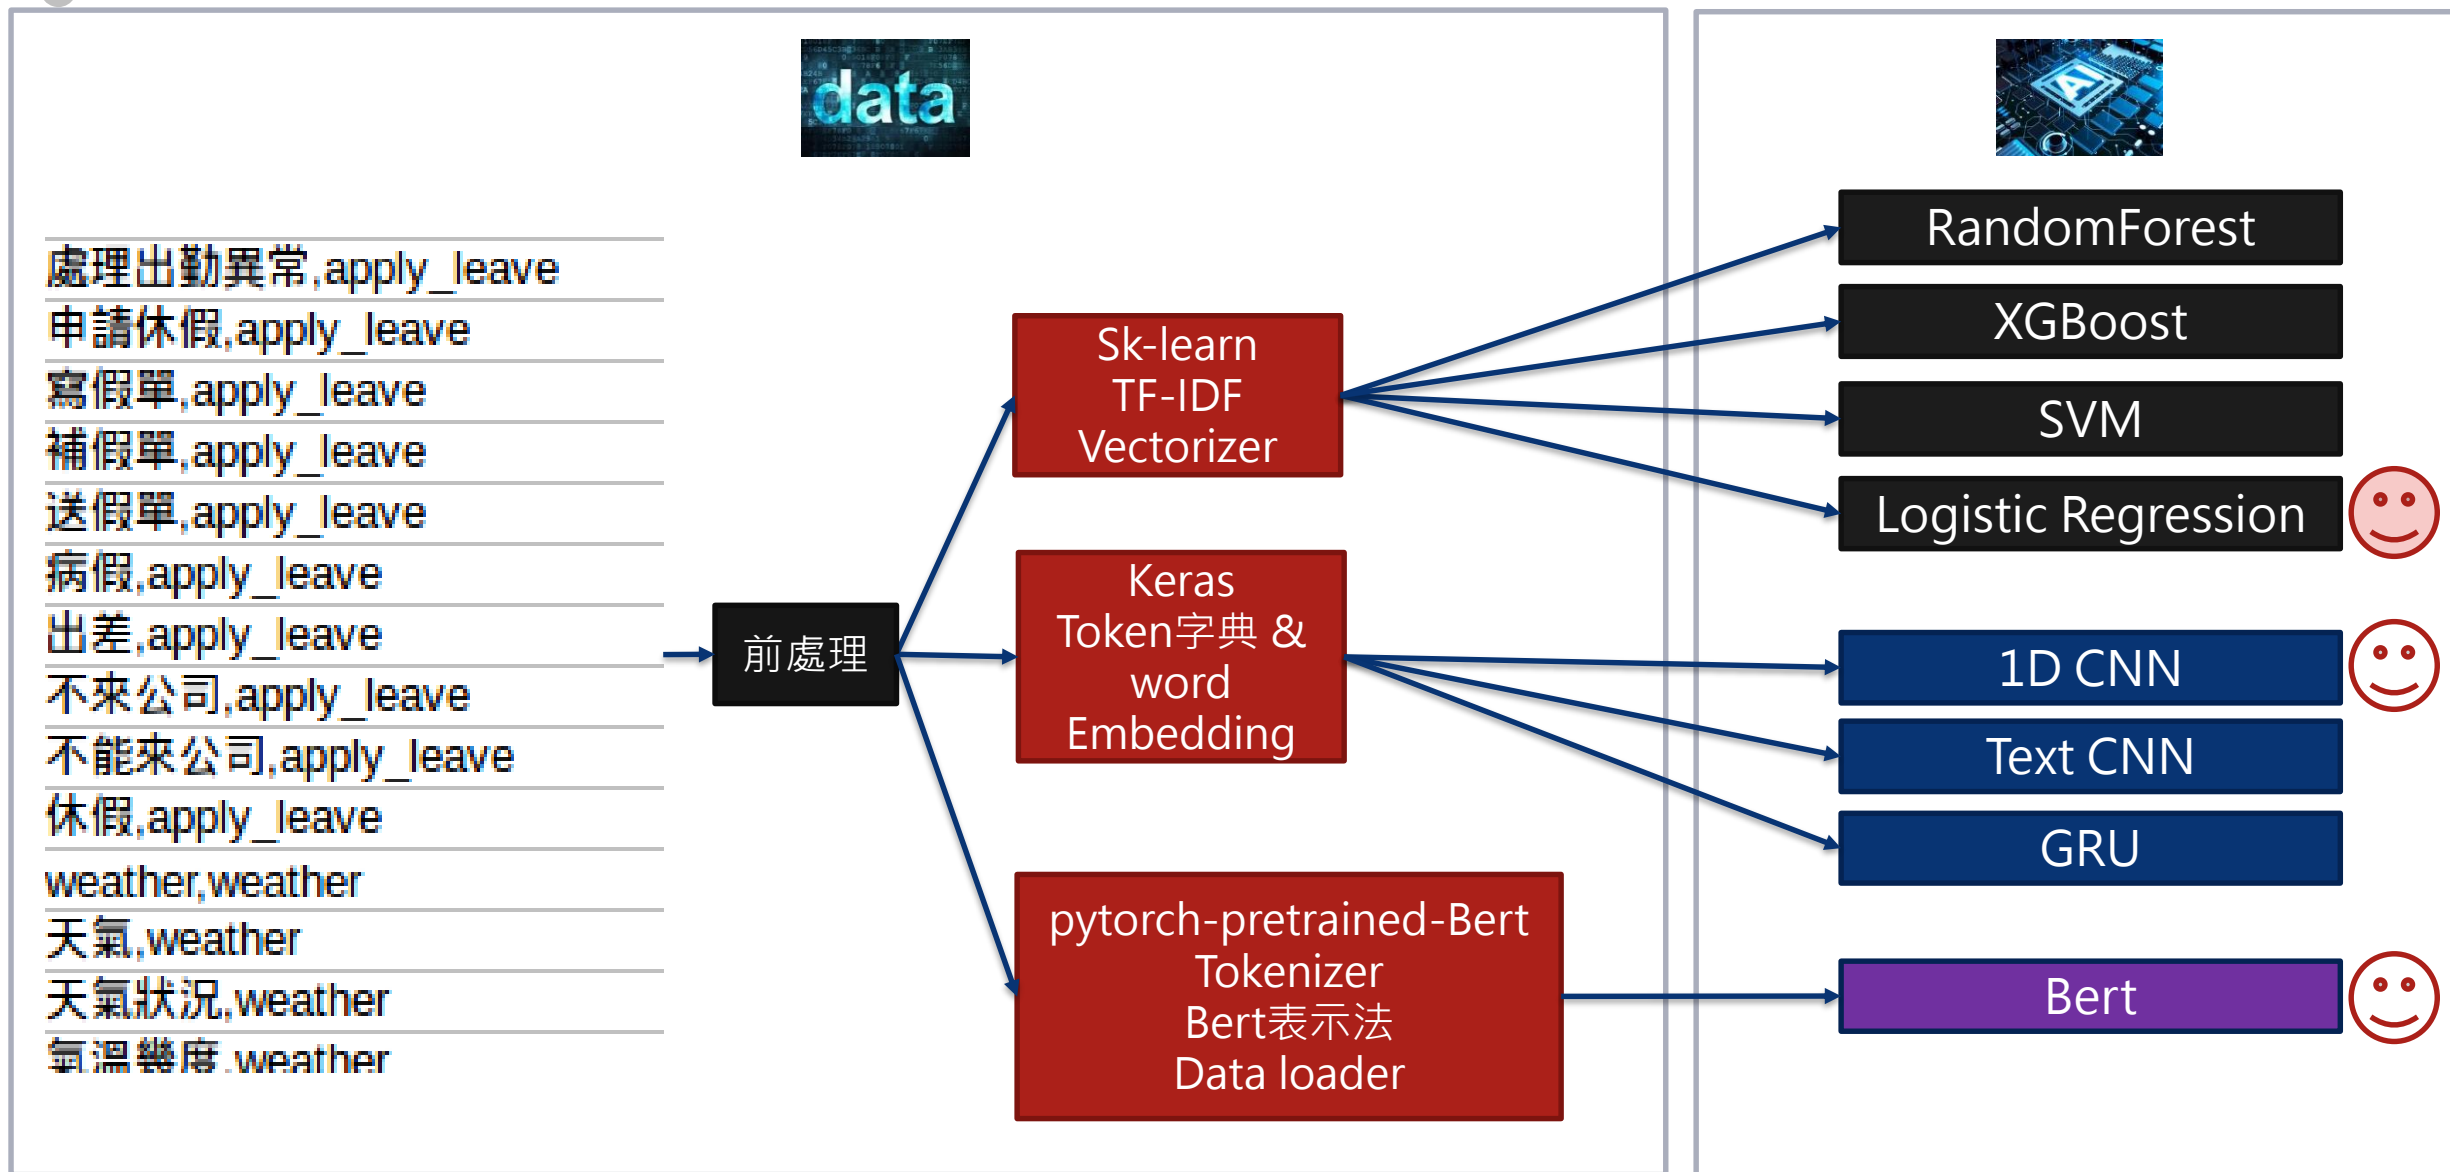 data
AI
處理出勤異常,apply_leave
申請休假,apply_leave
寫假單,apply_leave
補假單,apply_leave
送假單,apply_leave
病假,apply_leave
出差,apply_leave
不來公司,apply_leave
不能來公司,apply_leave
休假,apply_leave
weather,weather
天氣,weather
天氣狀況,weather
氣溫幾度,weather
前處理
Sk-learn
TF-IDF
Vectorizer
Keras
Token字典 &
word
Embedding
pytorch-pretrained-Bert
Tokenizer
Bert表示法
Data loader
RandomForest
XGBoost
SVM
Logistic Regression
1D CNN
Text CNN
GRU
Bert